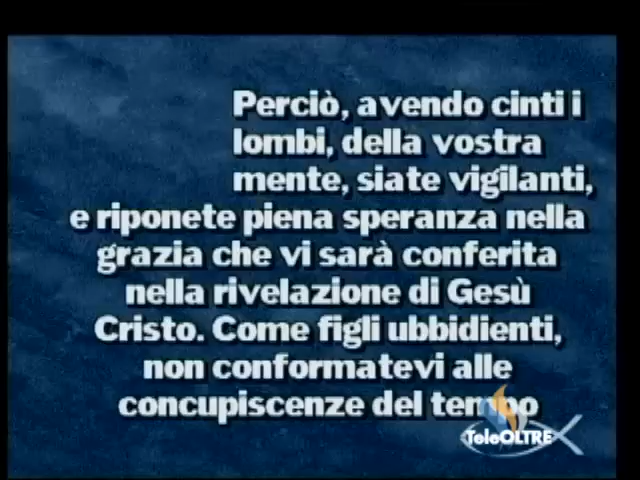 Perciò, avendo cinti i
lombi, della vostra
mente, siate vigilanti,
e riponete piena speranza nella
grazia che vi sarà conferita
nella rivelazione di Gesù
Cristo. Come figli ubbidienti,
non conformatevi alle
concupiscenze del tempo
TeleOLTRE